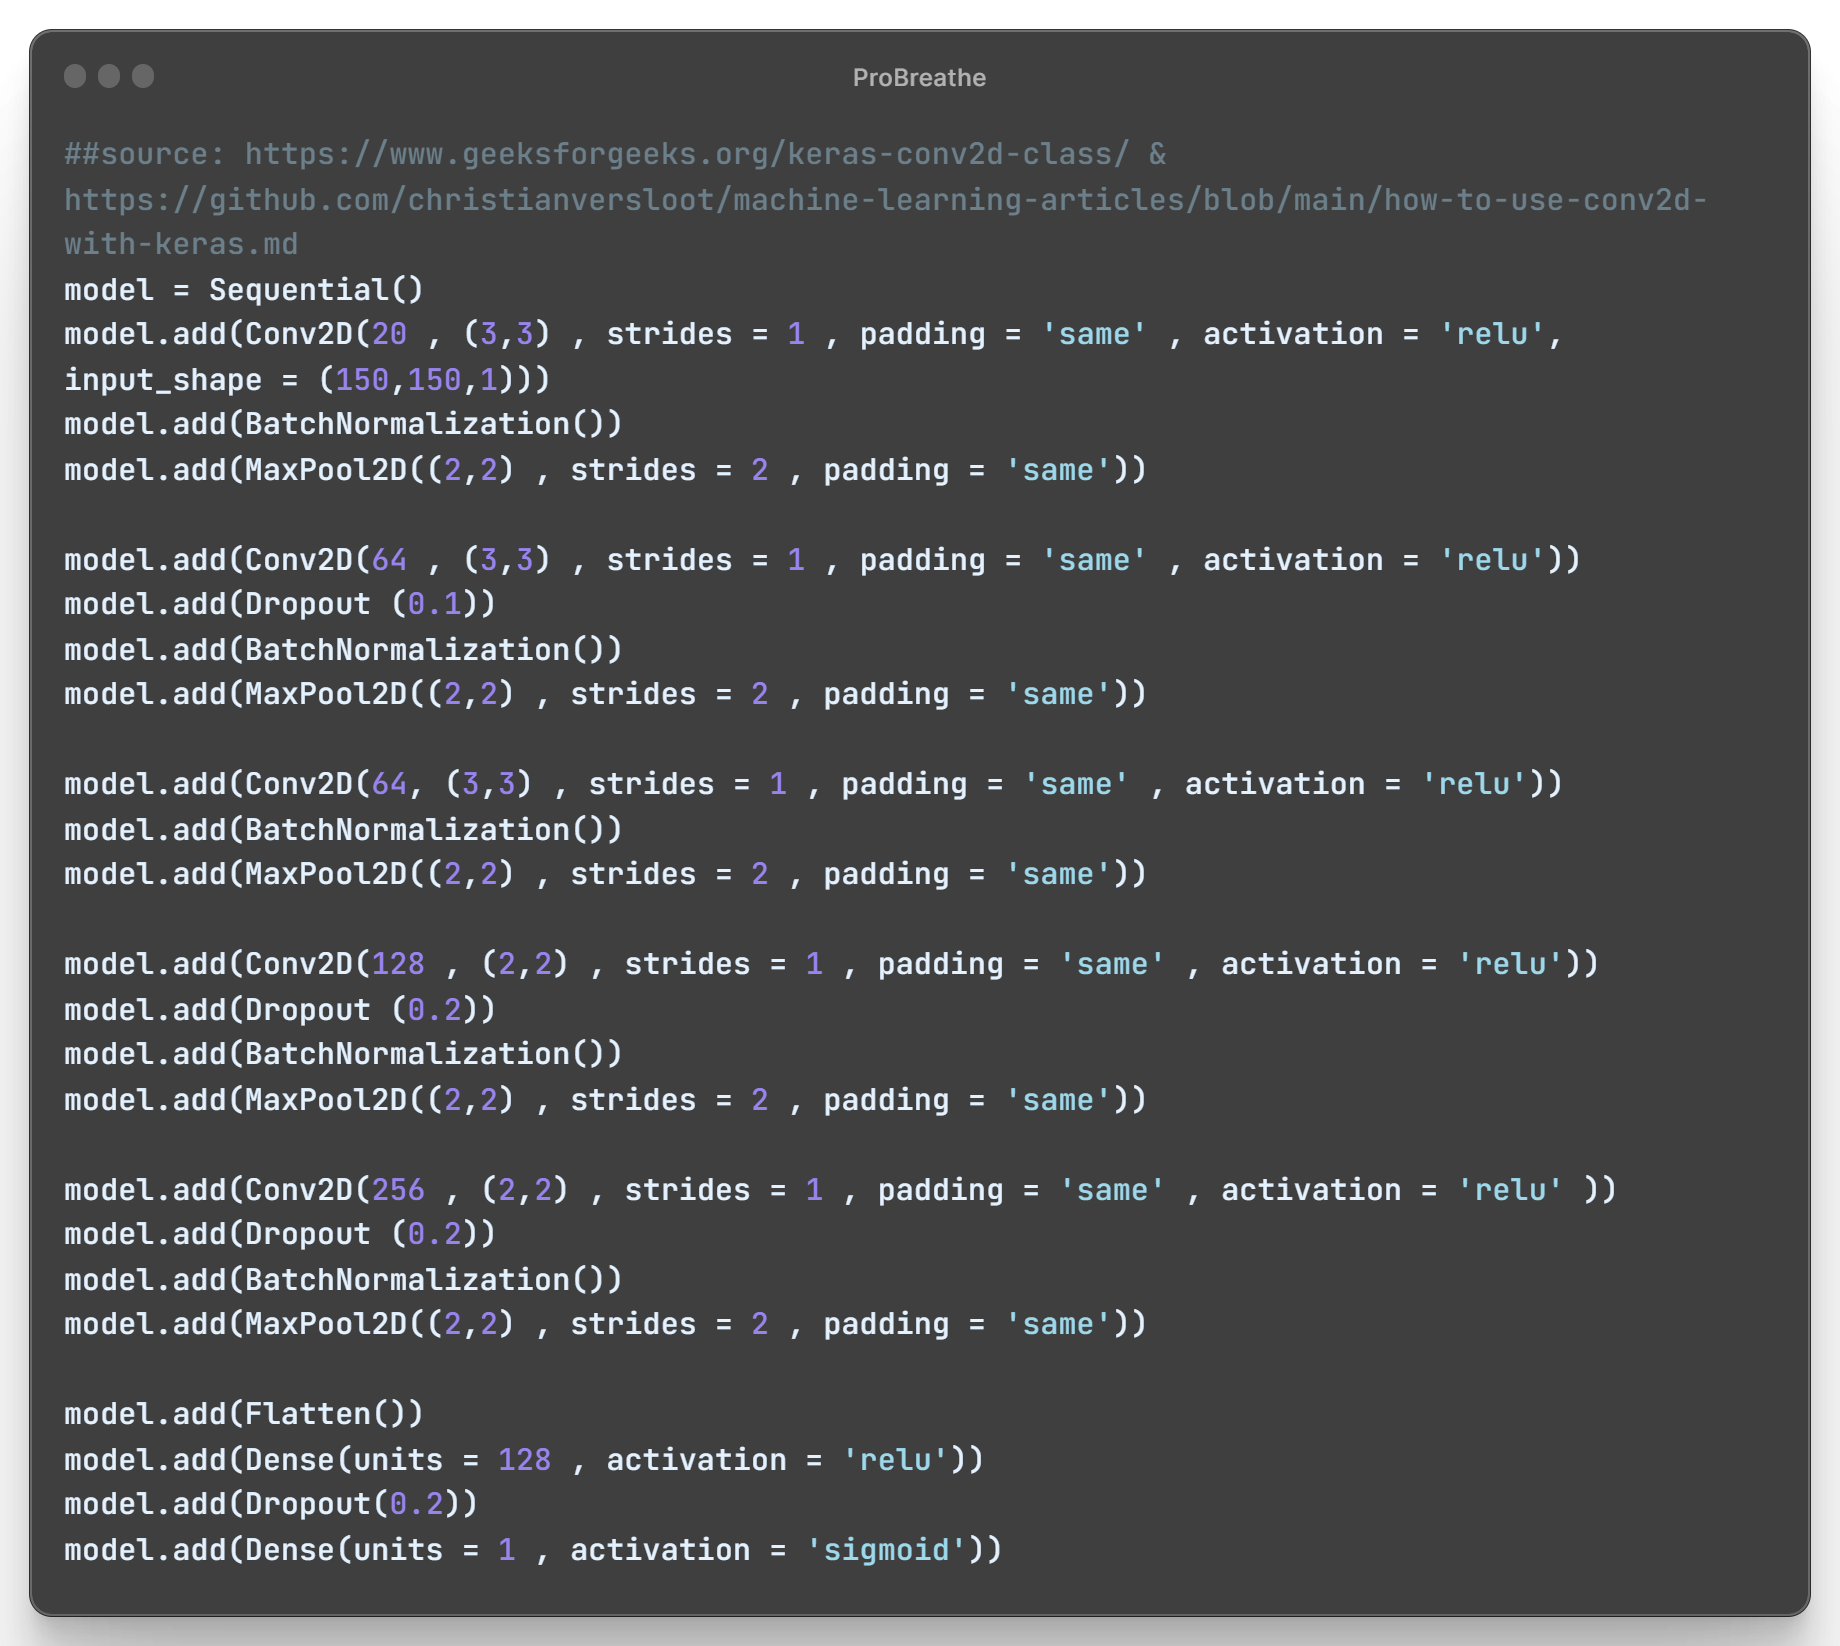 ProBreathe
##source: https://www.geeksforgeeks.org/keras-conv2d-class/ &
https://github.com/christianversloot/machine-learning-articles/blob/main/how-to-use-conv2d-
with-keras.md
model = Sequential()
model.add(Conv2D(20 , (3,3) , strides = 1 , padding = 'same' , activation = 'relu',
input_shape = (150,150,1)))
model.add(BatchNormalization())
model.add(MaxPool2D((2,2) , strides = 2 , padding = 'same'))

model.add(Conv2D(64 , (3,3) , strides = 1 , padding = 'same' , activation = 'relu'))
model.add(Dropout (0.1))
model.add(BatchNormalization())
model.add(MaxPool2D((2,2) , strides = 2 , padding = 'same'))

model.add(Conv2D(64, (3,3) , strides = 1 , padding = 'same' , activation = 'relu'))
model.add(BatchNormalization())
model.add(MaxPool2D((2,2) , strides = 2 , padding = 'same'))

model.add(Conv2D(128 , (2,2) , strides = 1 , padding = 'same' , activation = 'relu'))
model.add(Dropout (0.2))
model.add(BatchNormalization())
model.add(MaxPool2D((2,2) , strides = 2 , padding = 'same'))

model.add(Conv2D(256 , (2,2) , strides = 1 , padding = 'same' , activation = 'relu' ))
model.add(Dropout (0.2))
model.add(BatchNormalization())
model.add(MaxPool2D((2,2) , strides = 2 , padding = 'same'))

model.add(Flatten())
model.add(Dense(units = 128 , activation = 'relu'))
model.add(Dropout(0.2))
model.add(Dense(units = 1 , activation = 'sigmoid'))